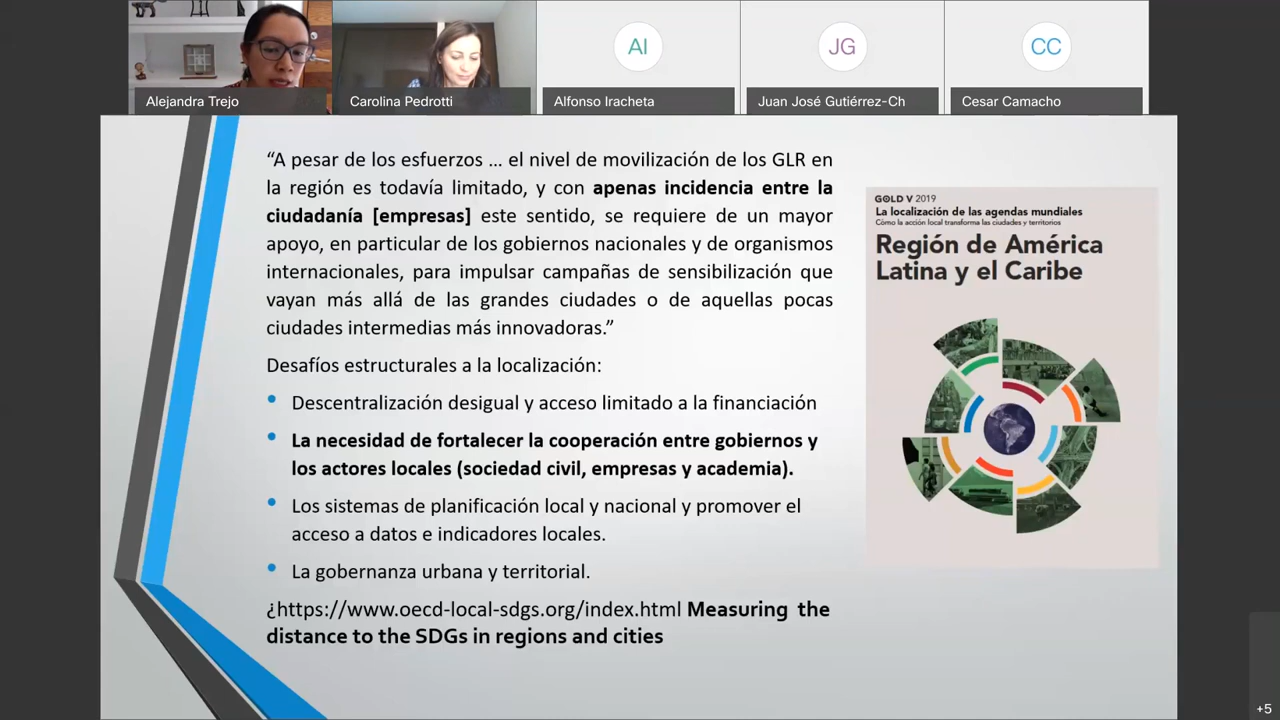 AI
JG
CC
Alejandra Trejo
Carolina Pedrotti
Alfonso Iracheta
Juan José Gutiérrez-Ch
Cesar Camacho
“A pesar de los esfuerzos ... el nivel de movilización de los GLR en
la región es todavía limitado, y con apenas incidencia entre la
ciudadanía [empresas] este sentido, se requiere de un mayor
apoyo, en particular de los gobiernos nacionales y de organismos
internacionales, para impulsar campañas de sensibilización que
vayan más allá de las grandes ciudades o de aquellas pocas
ciudades intermedias más innovadoras.”
Desafíos estructurales a la localización:
• Descentralización desigual y acceso limitado a la financiación
• La necesidad de fortalecer la cooperación entre gobiernos y
los actores locales (sociedad civil, empresas y academia).
• Los sistemas de planificación local y nacional y promover el
acceso a datos e indicadores locales.
• La gobernanza urbana y territorial.
¿https://www.oecd-local-sdgs.org/index.html Measuring the
distance to the SDGs in regions and cities
GOLD V 2019
La localización de las agendas mundiales
Cómo la acción local transforma las ciudades y territorios
Región de América
Latina y el Caribe
+5